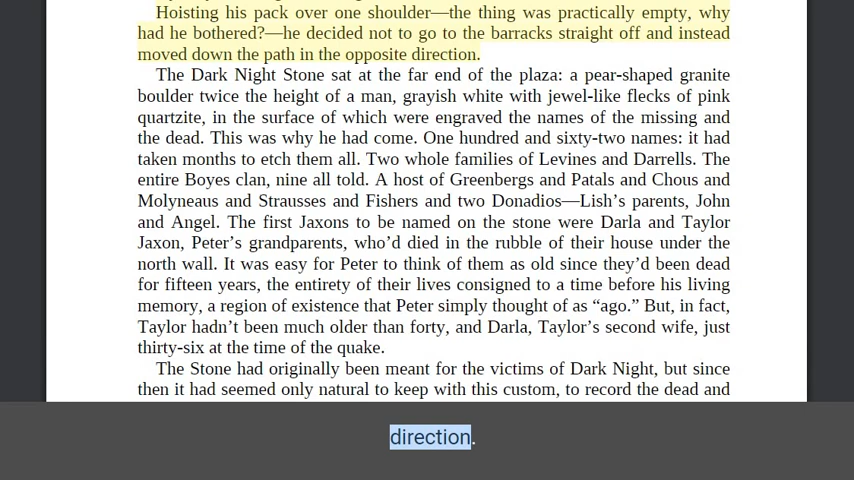 Hoisting his pack over one shoulder—the thing was practically empty, why
had he bothered?—he decided not to go to the barracks straight off and instead
moved down the path in the opposite direction.
The Dark Night Stone sat at the far end of the plaza: a pear-shaped granite
boulder twice the height of a man, grayish white with jewel-like flecks of pink
quartzite, in the surface of which were engraved the names of the missing and
the dead. This was why he had come. One hundred and sixty-two names: it had
taken months to etch them all. Two whole families of Levines and Darrells. The
entire Boyes clan, nine all told. A host of Greenbergs and Patals and Chous and
Molyneaus and Strausses and Fishers and two Donadios—Lish’s parents, John
and Angel. The first Jaxons to be named on the stone were Darla and Taylor
Jaxon, Peter’s grandparents, who’d died in the rubble of their house under the
north wall. It was easy for Peter to think of them as old since they’d been dead
for fifteen years, the entirety of their lives consigned to a time before his living
memory, a region of existence that Peter simply thought of as “ago.” But, in fact,
Taylor hadn’t been much older than forty, and Darla, Taylor’s second wife, just
thirty-six at the time of the quake.
The Stone had originally been meant for the victims of Dark Night, but since
then it had seemed only natural to keep with this custom, to record the dead and
direction.